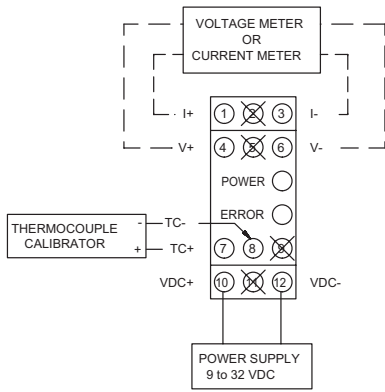 VOLTAGE METER
OR
CURRENT METER
I+ 1 2 3 I-
V+ 4 5 6 V-
POWER
ERROR
THERMOCOUPLE
CALIBRATOR
- TC-
+ TC+
7 8 9
VDC+ 10 11 12 VDC-
POWER SUPPLY
9 to 32 VDC